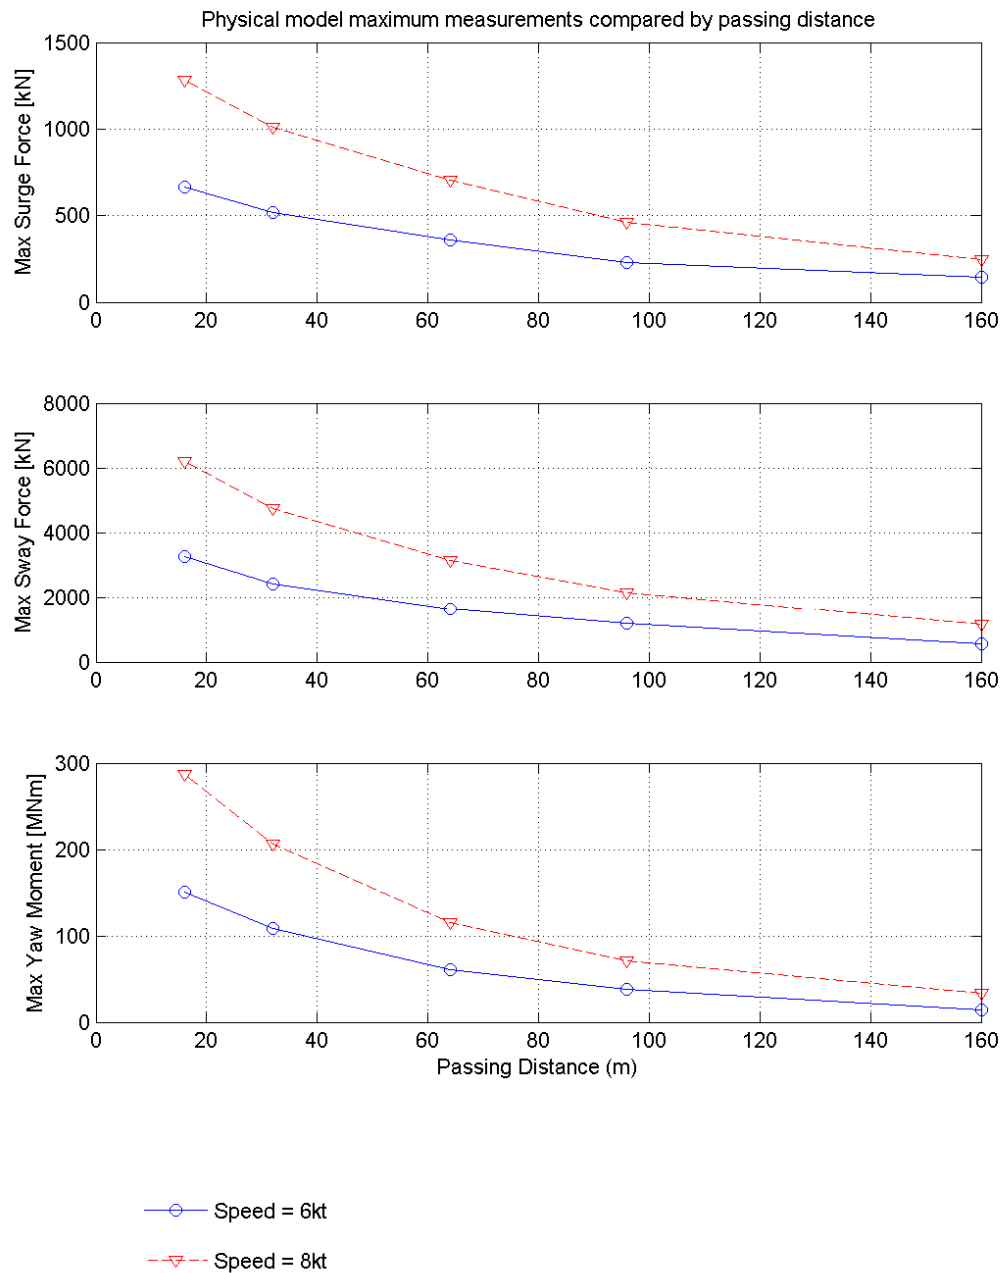 Physical model maximum measurements compared by passing distance
Max Surge Force [kN]
1500
1000
500
0
0 20 40 60 80 100 120 140 160
Max Sway Force [kN]
8000
6000
4000
2000
0
0 20 40 60 80 100 120 140 160
Max Yaw Moment [MNm]
300
200
100
0
0 20 40 60 80 100 120 140 160
Passing Distance (m)
Speed = 6kt
Speed = 8kt